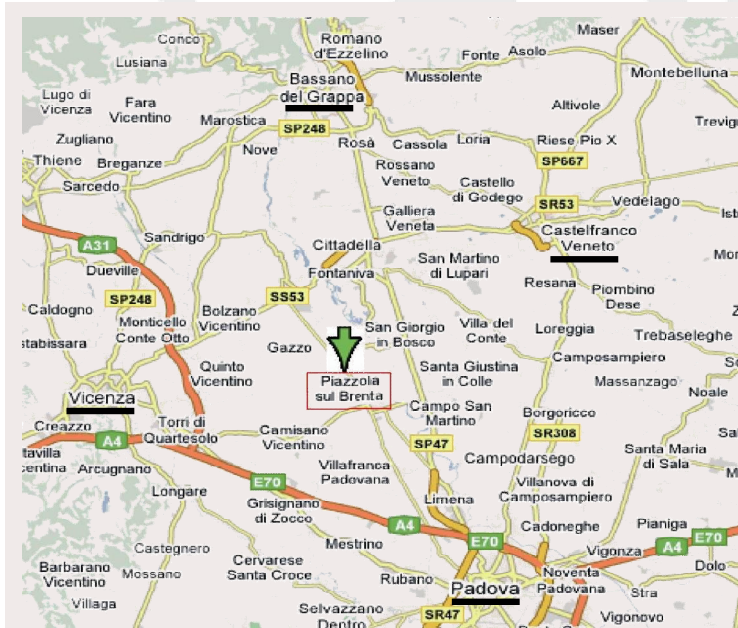 Conco
Romano
d'Ezzelino
Maser
Fonte
Asolo
Lusiana
Bassano
del Grappa
Mussolente
Montebelluna
Lugo di
Vicenza
Fara
Vicentino
Marostica
Altivole
SP248
Rosà
Cassola
Loria
Riese Pio X
Zugliano
Nove
Thiene
Breganze
Rossano
Veneto
SP667
Sarcedo
Castello
di Godego
SR53
Vedelago
Galliera
Veneta
Castelfranco
Veneto
A31
Sandrigo
Cittadella
San Martino
di Lupari
Dueville
Fontaniva
Resana
Piombino
Dese
SP248
SS53
Caldogno
Bolzano
Vicentino
Monticello
Conte Otto
San Giorgio
in Bosco
Villa del
Conte
Loreggia
Trebaseleghe
stabissara
Gazzo
Camposampiero
Quinto
Vicentino
Santa Giustina
in Colle
Massanzago
Piazzola
sul Brenta
Noale
Vicenza
Campo San
Martino
Borgoricco
Creazzo
Torri di
Quartesolo
Camisano
Vicentino
SP47
SR308
A4
tavilla
centina
Arcugnano
Villafranca
Padovana
Campodarsego
Santa Maria
di Sala
E70
Villanova di
Camposampiero
Longare
Limena
Grisignano
di Zocco
A4
Cadoneghe
Pianiga
E70
E70
Castegnero
Mestrino
Vigonza
A4
Dolo
Barbarano
Vicentino
Mossano
Cervarese
Santa Croce
Rubano
Padova
Noventa
Padovana
Stra
Villaga
Selvazzano
Dentro
SR47
Vigonovo